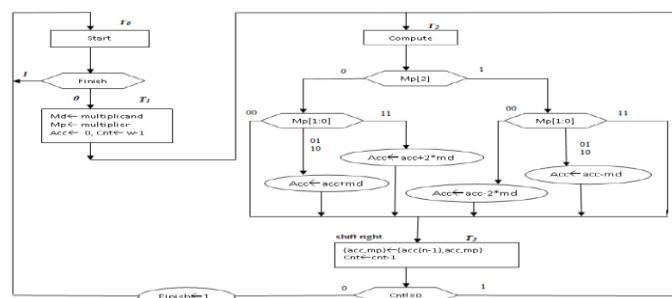 T0
Start
1
Finish
0
T1
Md← multiplicand
Mp← multiplier
Acc← 0, Cnt← w-1
T2
Compute
0
Mp[2]
1
00
Mp[1:0]
11
01
10
Acc←acc+2*md
Acc←acc+md
00
Mp[1:0]
11
01
10
Acc←acc-md
Acc←acc-2*md
shift right
T3
(acc,mp)←(acc(n-1),acc,mp)
Cnt←cnt-1
Finish←1
0
Cnt!=0
1